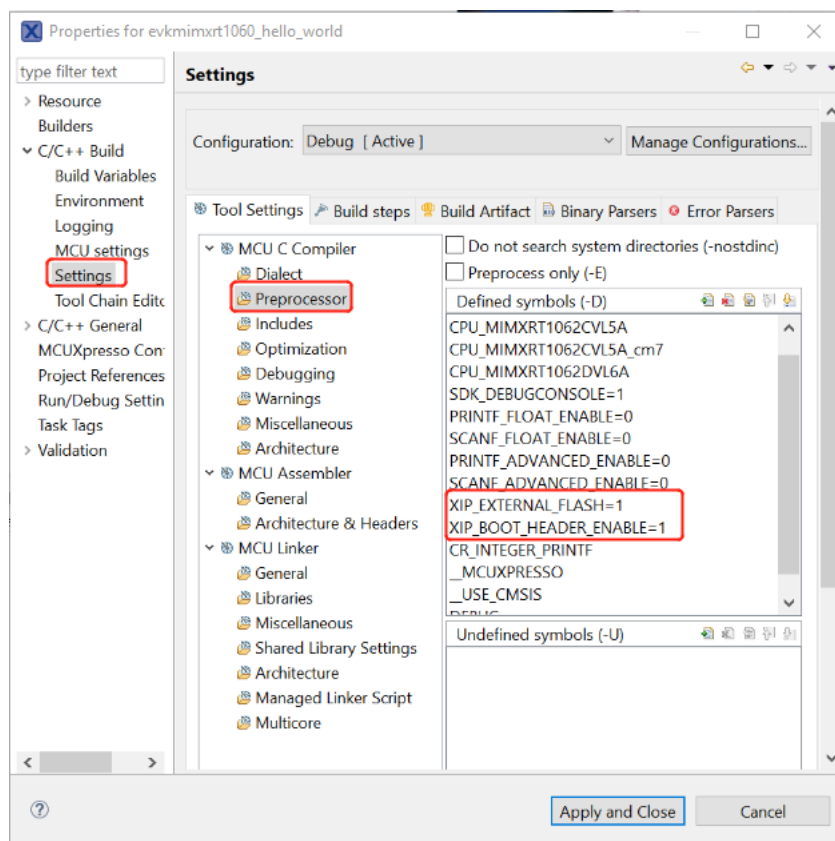 Properties for evkmimxrt1060_hello_world
type filter text
Resource
Builders
C/C++ Build
Build Variables
Environment
Logging
MCU settings
Settings
Tool Chain Editc
C/C++ General
MCUXpresso Con
Project References
Run/Debug Settin
Task Tags
Validation
Settings
Configuration: Debug [ Active ] Manage Configurations...
Tool Settings Build steps Build Artifact Binary Parsers Error Parsers
MCU C Compiler
Dialect
Preprocessor
Includes
Optimization
Debugging
Warnings
Miscellaneous
Architecture
MCU Assembler
General
Architecture & Headers
MCU Linker
General
Libraries
Miscellaneous
Shared Library Settings
Architecture
Managed Linker Script
Multicore
Do not search system directories (-nostdinc)
Preprocess only (-E)
Defined symbols (-D)
CPU_MIMXRT1062CVL5A
CPU_MIMXRT1062CVL5A_cm7
CPU_MIMXRT1062DVL6A
SDK_DEBUGCONSOLE=1
PRINTF_FLOAT_ENABLE=0
SCANF_FLOAT_ENABLE=0
PRINTF_ADVANCED_ENABLE=0
SCANF_ADVANCED_ENABLE=0
XIP_EXTERNAL_FLASH=1
XIP_BOOT_HEADER_ENABLE=1
CR_INTEGER_PRINTF
__MCUXPRESSO
__USE_CMSIS
DEBUG
Undefined symbols (-U)
Apply and Close Cancel